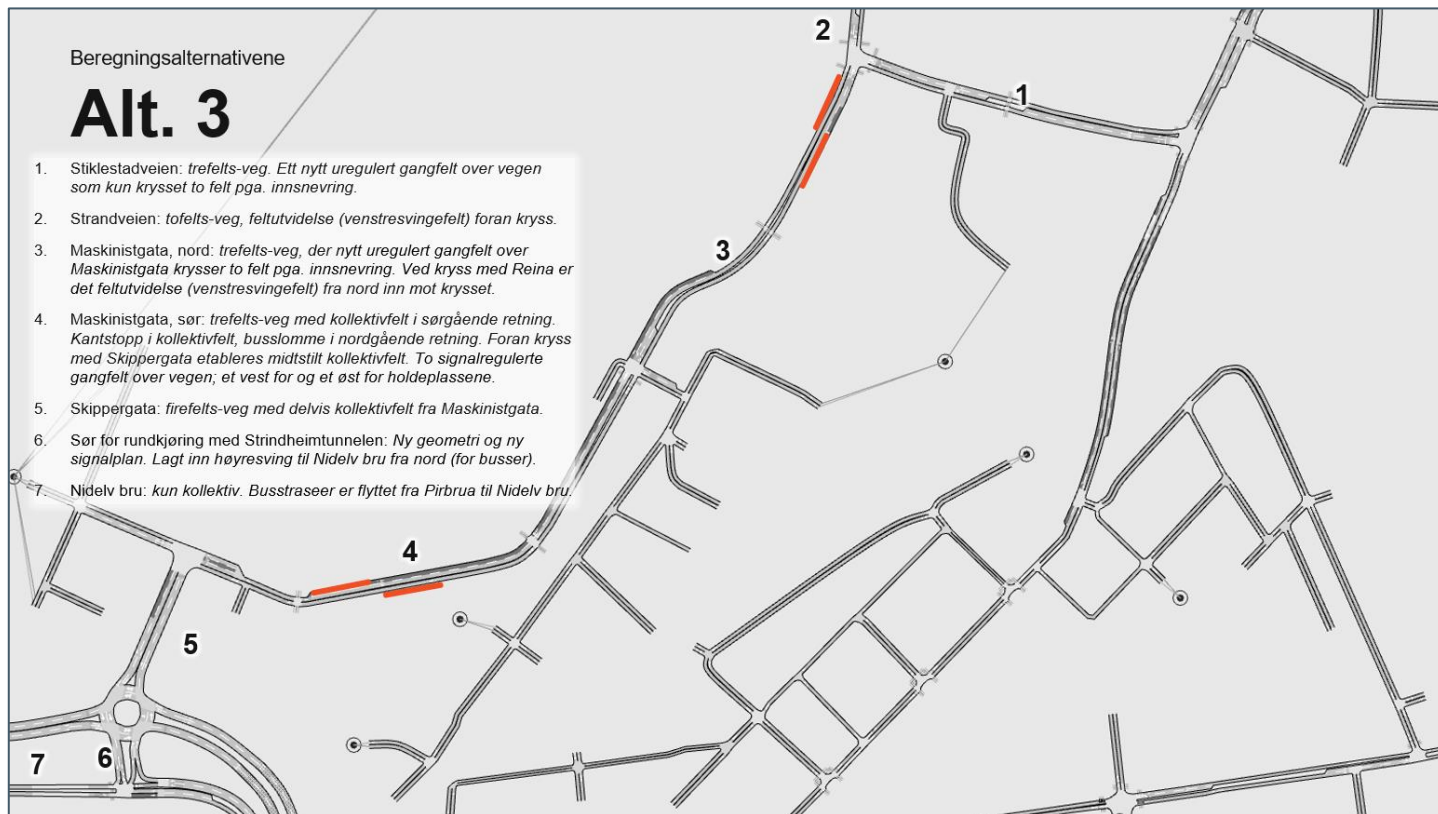 Beregningsalternativene
Alt. 3
1. Stiklestadveien: trefelts-veg. Ett nytt uregulert gangfelt over vegen
som kun krysset to felt pga. innsnevring.
2. Strandveien: tofelts-veg, feltutvidelse (venstresvingefelt) foran kryss.
3. Maskinistgata, nord: trefelts-veg, der nytt uregulert gangfelt over
Maskinistgata krysser to felt pga. innsnevring. Ved kryss med Reina er
det feltutvidelse (venstresvingefelt) fra nord inn mot krysset.
4. Maskinistgata, sør: trefelts-veg med kollektivfelt i sørgående retning.
Kantstopp i kollektivfelt, busslomme i nordgående retning. Foran kryss
med Skippergata etableres midtstilt kollektivfelt. To signalregulerte
gangfelt over vegen; et vest for og et øst for holdeplassene.
5. Skippergata: firefelts-veg med delvis kollektivfelt fra Maskinistgata.
6. Sør for rundkjøring med Strindheimtunnelen: Ny geometri og ny
signalplan. Lagt inn høyresving til Nidelv bru fra nord (for busser).
7. Nidelv bru: kun kollektiv. Busstraseer er flyttet fra Pirbrua til Nidelv bru.
2
1
3
4
5
6
7